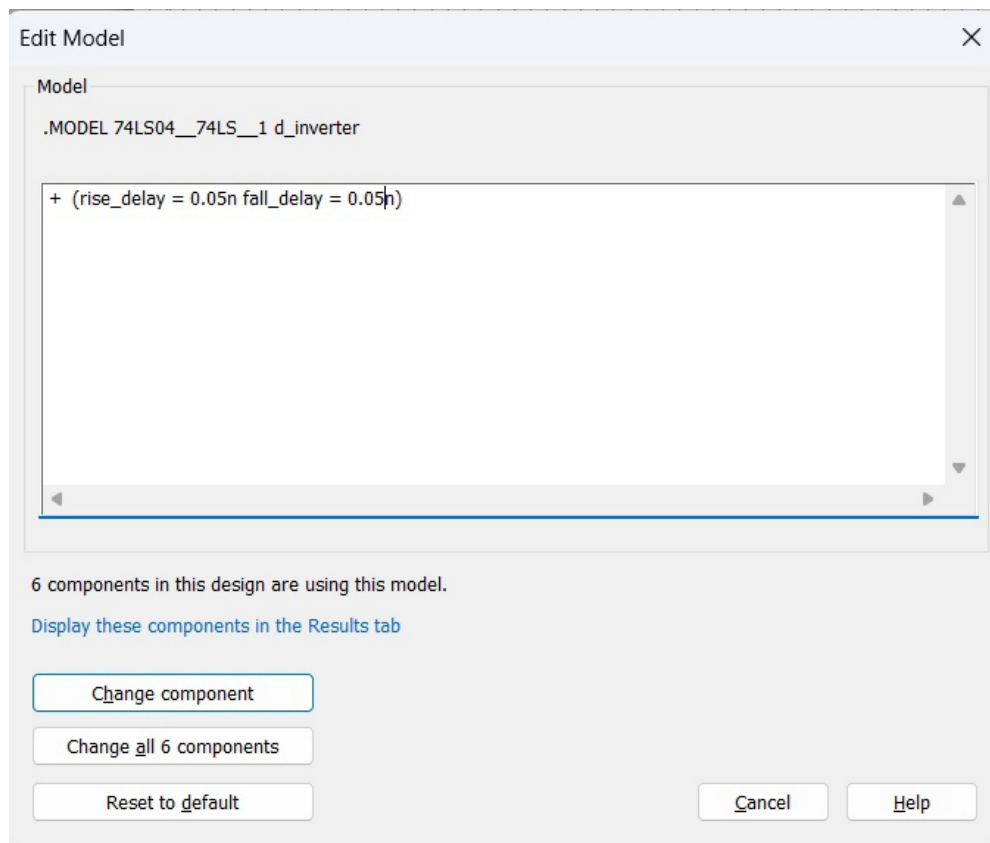 Edit Model
Model
.MODEL 74LS04__74LS__1 d_inverter
+ (rise_delay = 0.05n fall_delay = 0.05n)
6 components in this design are using this model.
Display these components in the Results tab
Change component
Change all 6 components
Reset to default
Cancel
Help